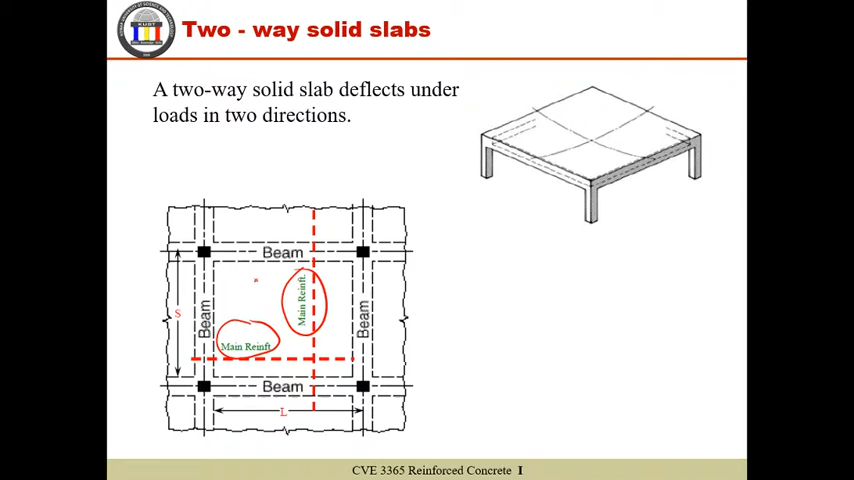 KUST
Two - way solid slabs
A two-way solid slab deflects under
loads in two directions.
Beam
Main Reinft.
S
Beam
Beam
Main Reinft.
Beam
L
CVE 3365 Reinforced Concrete I